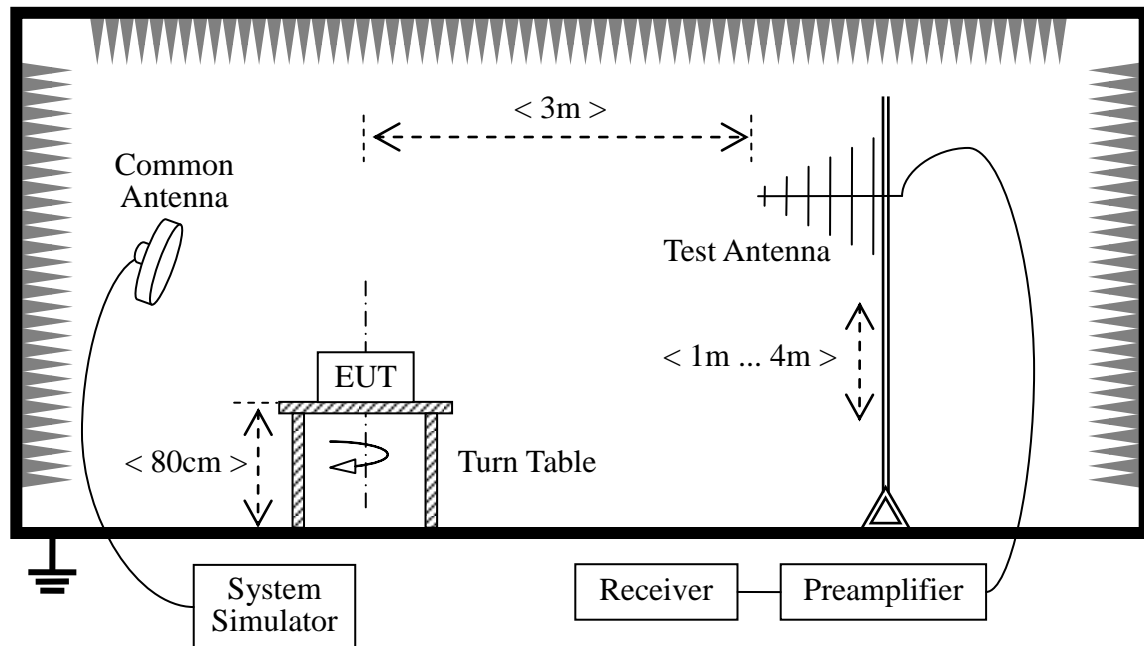 < 3m >
Common
Antenna
Test Antenna
< 1m ... 4m >
EUT
< 80cm >
Turn Table
System
Simulator
Receiver
Preamplifier